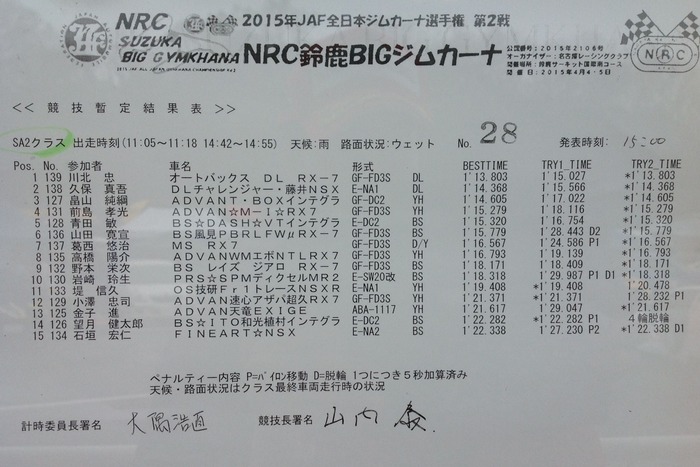 NRC 2015年JAF全日本ジムカーナ選手権 第2戦
SUZUKA
BIG GYMKHANA NRC鈴鹿BIGジムカーナ
公認番号:2015年2106号
オーガナイザー:名古屋レーシングクラブ
開催場所:鈴鹿サーキット国際南コース
開催日:2015年4月4-5日
NRC
<< 競技暫定結果表 >>
SA2クラス 出走時刻(11:05〜11:18 14:42〜14:55) 天候:雨 路面状況:ウェット No. 28 発表時刻: 15:00
Pos. No. 参加者 車名 形式 BESTTIME TRY1_TIME TRY2_TIME
1 139 川北 忠 オートバックス DL RX-7 GF-FD3S DL 1'13.803 1'15.027 *1'13.803
2 138 久保 真吾 DLチャレンジャー・藤井NSX E-NA1 DL 1'14.368 1'15.566 *1'14.368
3 127 畠山 純綱 ADVANT・BOXインテグラ GF-DC2 YH 1'14.605 1'17.022 *1'14.605
4 131 前島 孝光 ADVAN☆M-I☆RX7 GF-FD3S YH 1'15.279 1'18.116 *1'15.279
5 128 青田 敏 BS☆DASH☆VTインテグラ E-DC2 BS 1'15.320 1'16.754 *1'15.320
6 136 山田 寛宣 BS風見PBRLFWμRX-7 GF-FD3S BS 1'15.779 1'28.443 D2 *1'15.779
7 137 葛西 悠治 MS RX7 GF-FD3S D/Y 1'16.567 1'24.586 P1 *1'16.567
8 135 高橋 陽介 ADVANWMエポNTLRX7 GF-FD3S YH 1'16.793 1'19.139 *1'16.793
9 132 野本 栄次 BS レイズ ジアロ RX-7 GF-FD3S BS 1'18.171 1'18.409 *1'18.171
10 130 岩崎 玲生 PRS☆SPMディクセルMR2 E-SW20改 BS 1'18.318 1'29.987 P1 D1 *1'18.318
11 133 堤 信久 OS技研FrIトレースNSXR E-NA1 YH 1'19.408 *1'19.408 1'20.478
12 129 小澤 忠司 ADVAN速心アザバ超久RX7 GF-FD3S YH 1'21.371 *1'21.371 1'28.232 P1
13 125 金子 進 ADVAN天竜EXIGE ABA-1117 YH 1'21.617 1'29.047 *1'21.617
14 126 望月 健太郎 BS☆ITO和光植村インテグラ E-DC2 BS 1'22.282 *1'22.282 P1 4輪脱輪
15 134 石垣 宏仁 FINEART☆NSX E-NA2 BS 1'22.338 1'27.230 P2 *1'22.338 D1
ペナルティー内容 P=パイロン移動 D=脱輪 1つにつき5秒加算済み
天候・路面状況はクラス最終車両走行時の状況
計時委員長署名 大隅浩道 競技長署名 山内